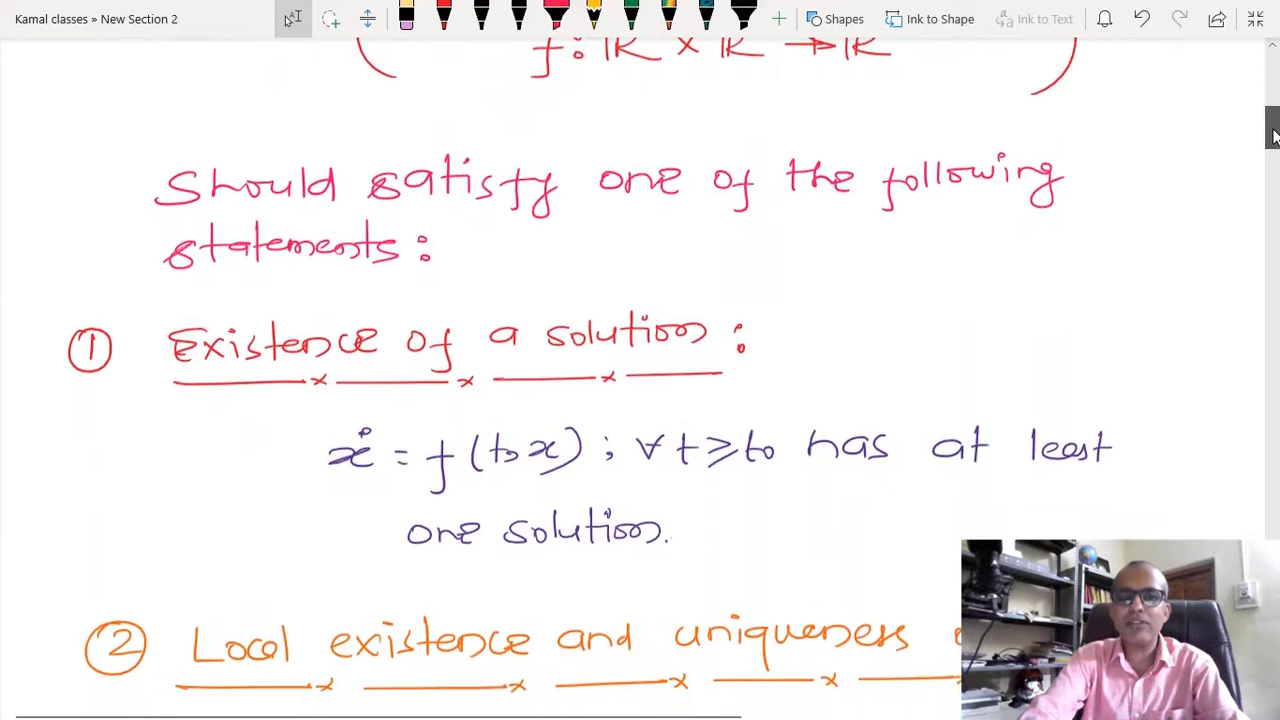 Kamal classes » New Section 2
Shapes
Ink to Shape
Ink to Text
f : ℝ × ℝ → ℝ
Should satisfy one of the following
statements :
① Existence of a solution :
ẋ = f(t, x) ; ∀ t ≥ t₀ has at least
one solution.
② Local existence and uniqueness